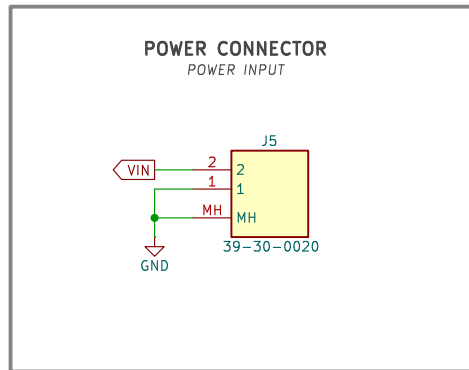 POWER CONNECTOR
POWER INPUT
J5
VIN 2 2
1 1
MH MH
39-30-0020
GND